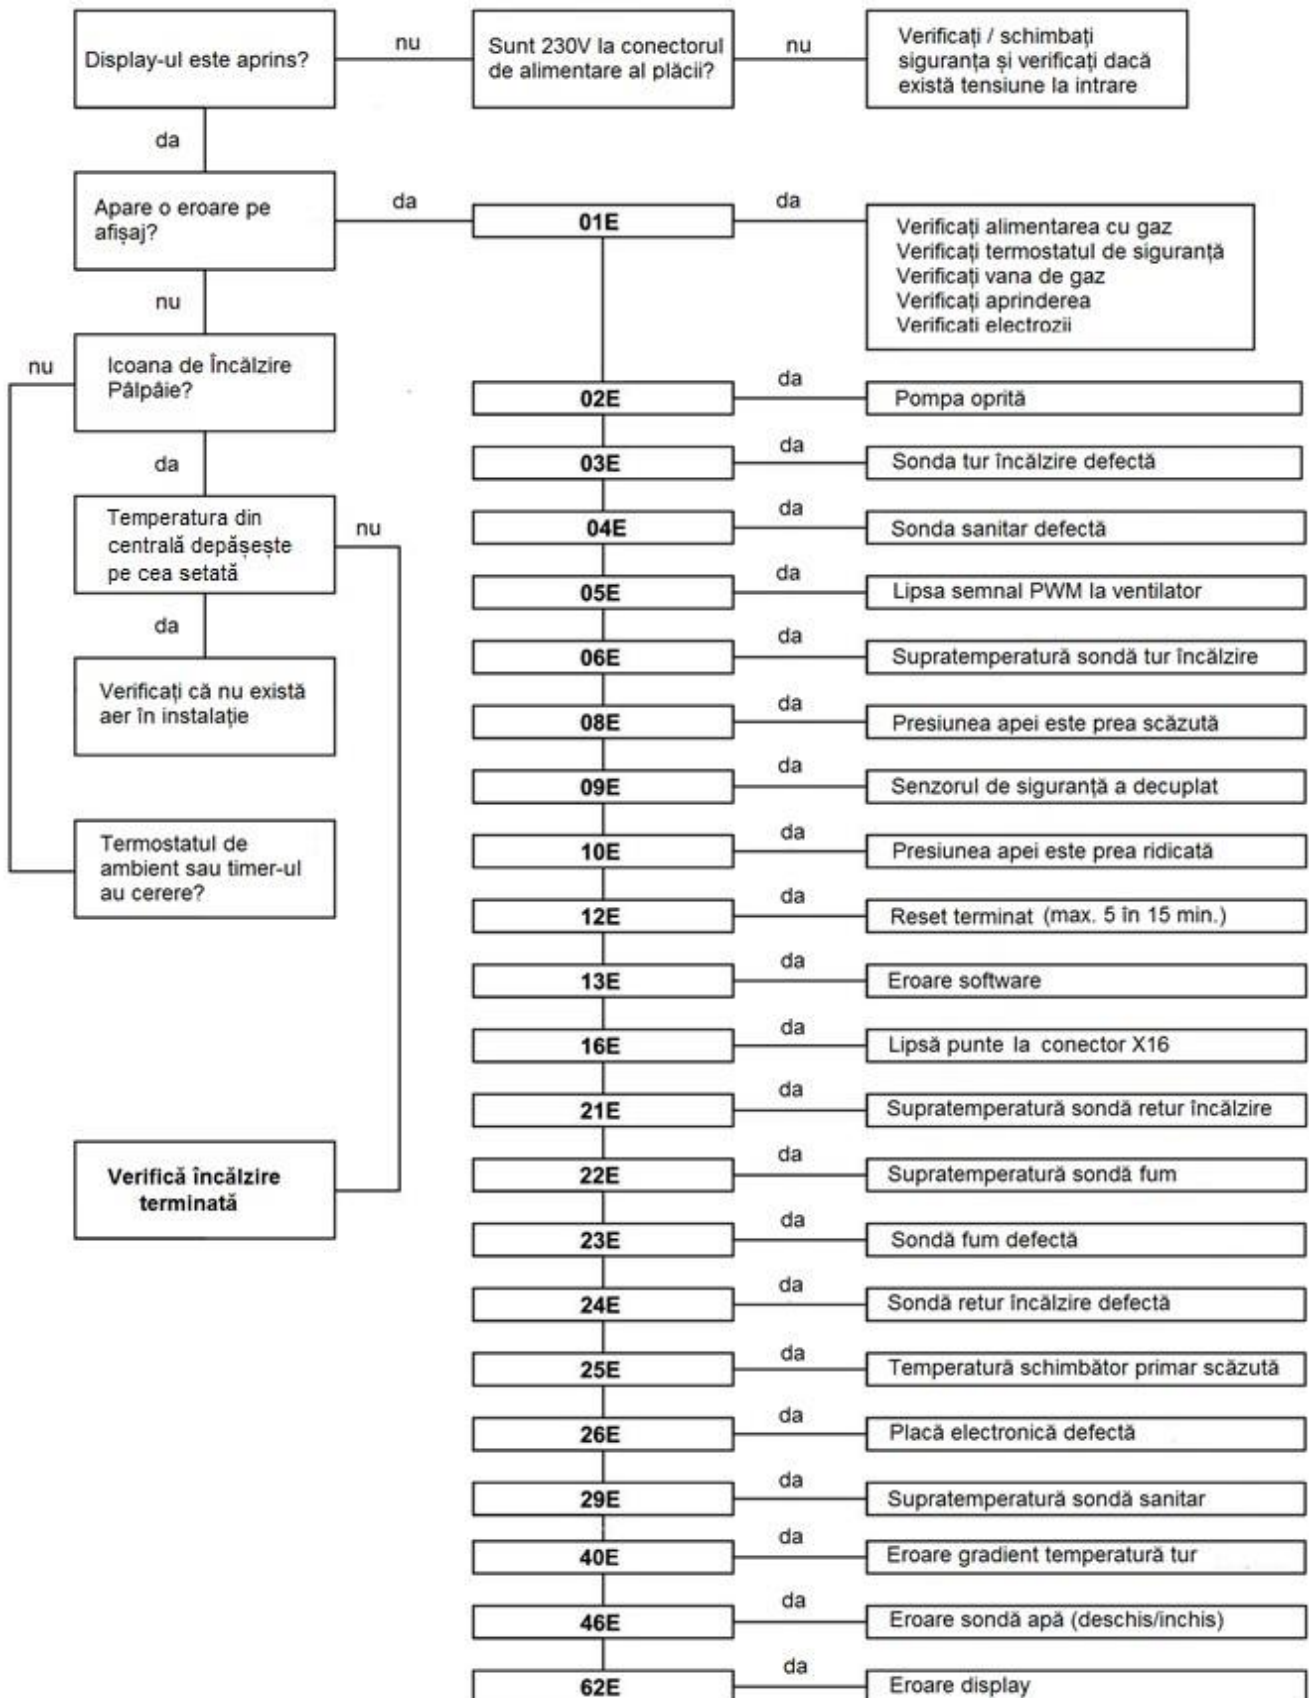 Display-ul este aprins?
nu
Sunt 230V la conectorul
de alimentare al plăcii?
nu
Verificați / schimbați
siguranța și verificați dacă
există tensiune la intrare
da
Apare o eroare pe
afișaj?
da
01E
da
Verificați alimentarea cu gaz
Verificați termostatul de siguranță
Verificați vana de gaz
Verificați aprinderea
Verificati electrozii
nu
nu
Icoana de Încălzire
Pâlpâie?
da
Temperatura din
centrală depășește
pe cea setată
nu
da
Verificați că nu există
aer în instalație
Termostatul de
ambient sau timer-ul
au cerere?
Verifică încălzire
terminată
02E
da
Pompa oprită
03E
da
Sonda tur încălzire defectă
04E
da
Sonda sanitar defectă
05E
da
Lipsa semnal PWM la ventilator
06E
da
Supratemperatură sondă tur încălzire
08E
da
Presiunea apei este prea scăzută
09E
da
Senzorul de siguranță a decuplat
10E
da
Presiunea apei este prea ridicată
12E
da
Reset terminat (max. 5 în 15 min.)
13E
da
Eroare software
16E
da
Lipsă punte la conector X16
21E
da
Supratemperatură sondă retur încălzire
22E
da
Supratemperatură sondă fum
23E
da
Sondă fum defectă
24E
da
Sondă retur încălzire defectă
25E
da
Temperatură schimbător primar scăzută
26E
da
Placă electronică defectă
29E
da
Supratemperatură sondă sanitar
40E
da
Eroare gradient temperatură tur
46E
da
Eroare sondă apă (deschis/inchis)
62E
da
Eroare display